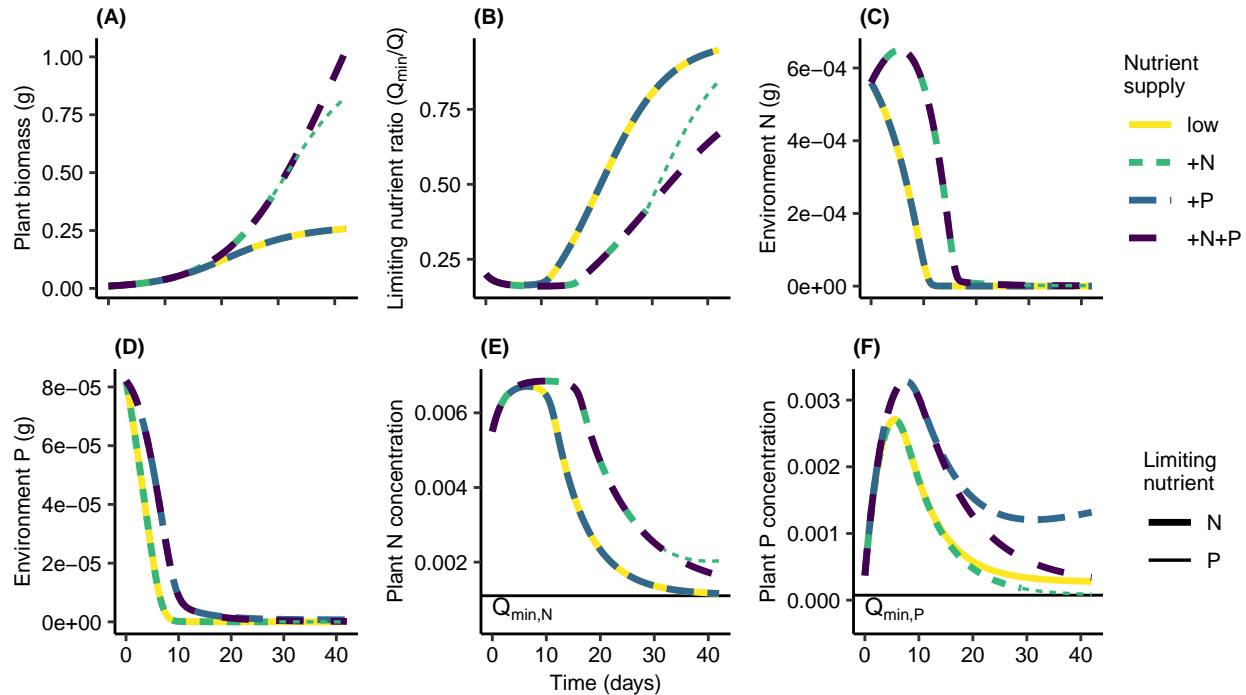 (A)
(B)
(C)
Plant biomass (g)
1.00
0.75
0.50
0.25
0.00
Limiting nutrient ratio (Qmin/Q)
0.75
0.50
0.25
Environment N (g)
6e−04
4e−04
2e−04
0e+00
Nutrient
supply
low
+N
+P
+N+P
(D)
(E)
(F)
Environment P (g)
8e−05
6e−05
4e−05
2e−05
0e+00
0 10 20 30 40
Plant N concentration
0.006
0.004
0.002
Qmin,N
0 10 20 30 40
Time (days)
Plant P concentration
0.003
0.002
0.001
0.000
Qmin,P
0 10 20 30 40
Limiting
nutrient
N
P